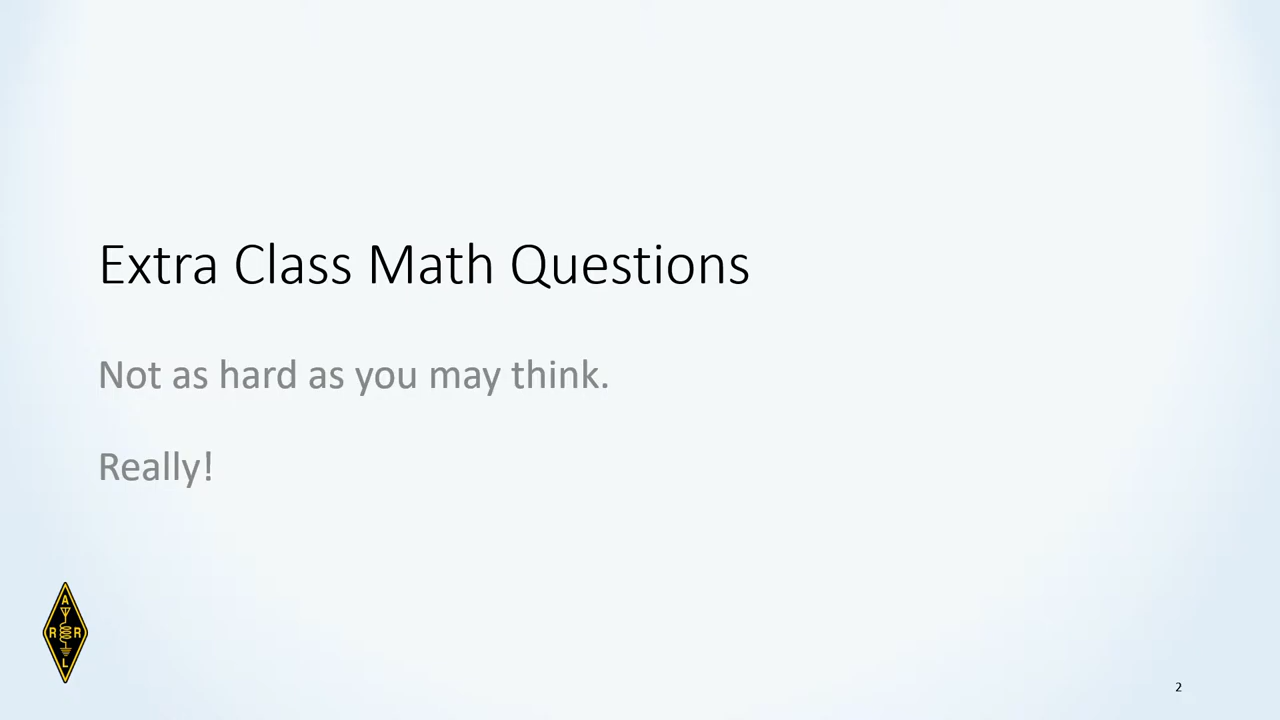 Extra Class Math Questions
Not as hard as you may think.
Really!
A
R R
L
2